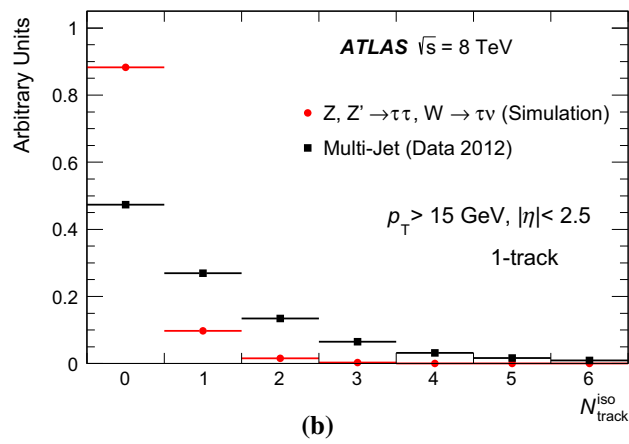 Arbitrary Units
1
0.8
0.6
0.4
0.2
0
ATLAS √s = 8 TeV
Z, Z' →ττ, W → τν (Simulation)
Multi-Jet (Data 2012)
p_T > 15 GeV, |η|< 2.5
1-track
0 1 2 3 4 5 6
N^iso_track
(b)